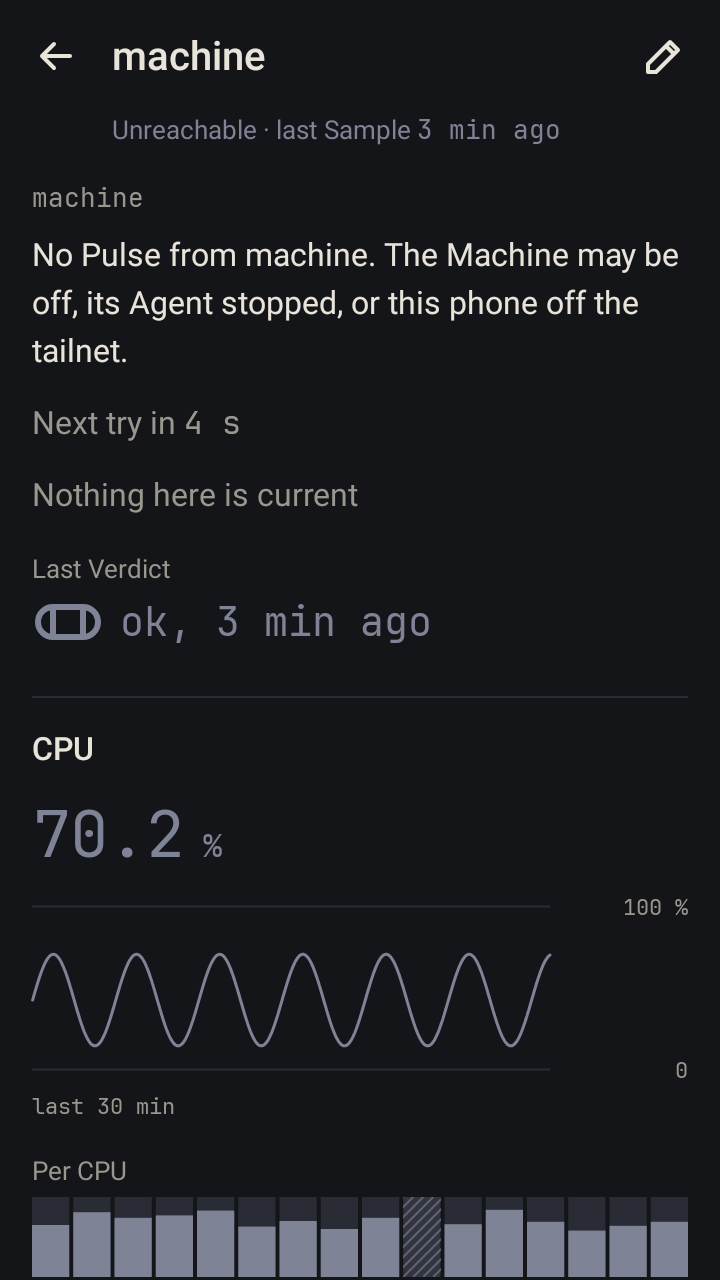 machine
Unreachable · last Sample 3 min ago
machine
No Pulse from machine. The Machine may be
off, its Agent stopped, or this phone off the
tailnet.
Next try in 4 s
Nothing here is current
Last Verdict
ok, 3 min ago
CPU
70.2 %
100 %
0
last 30 min
Per CPU